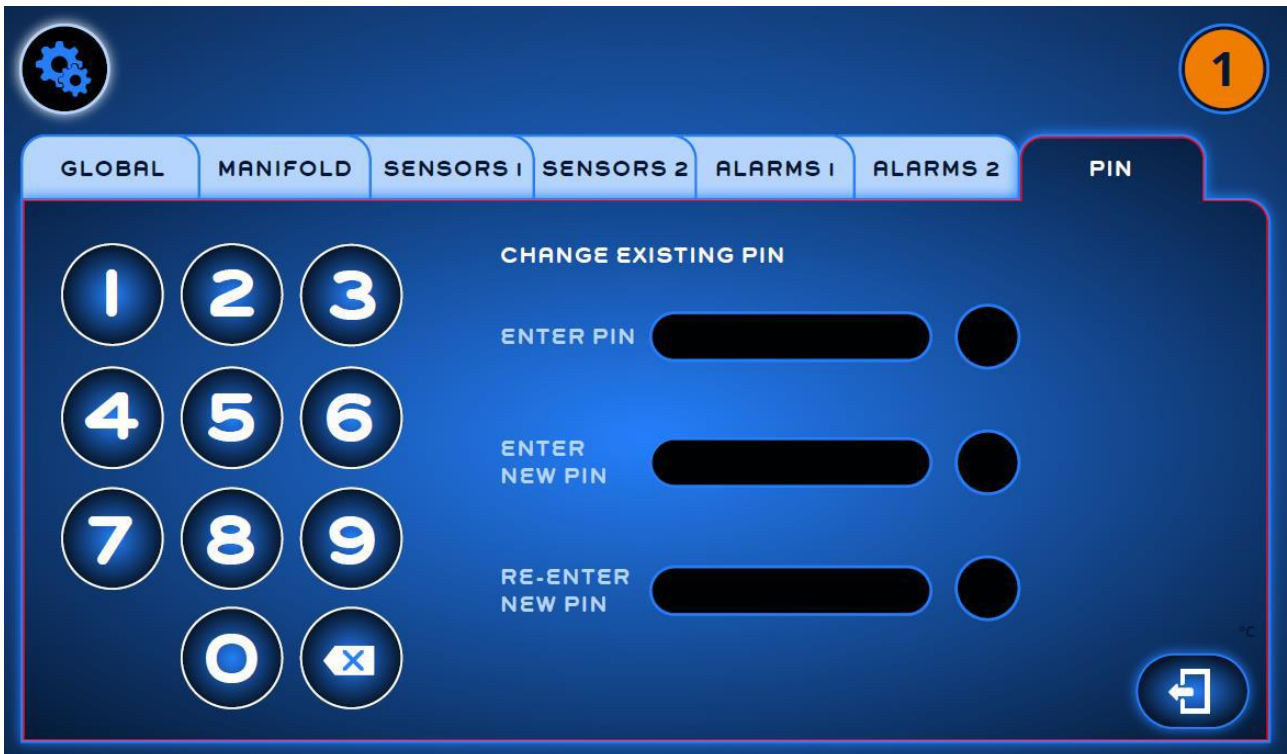 1
GLOBAL MANIFOLD SENSORS 1 SENSORS 2 ALARMS 1 ALARMS 2 PIN
CHANGE EXISTING PIN
1 2 3
ENTER PIN
4 5 6
ENTER
NEW PIN
7 8 9
RE-ENTER
NEW PIN
0
°C